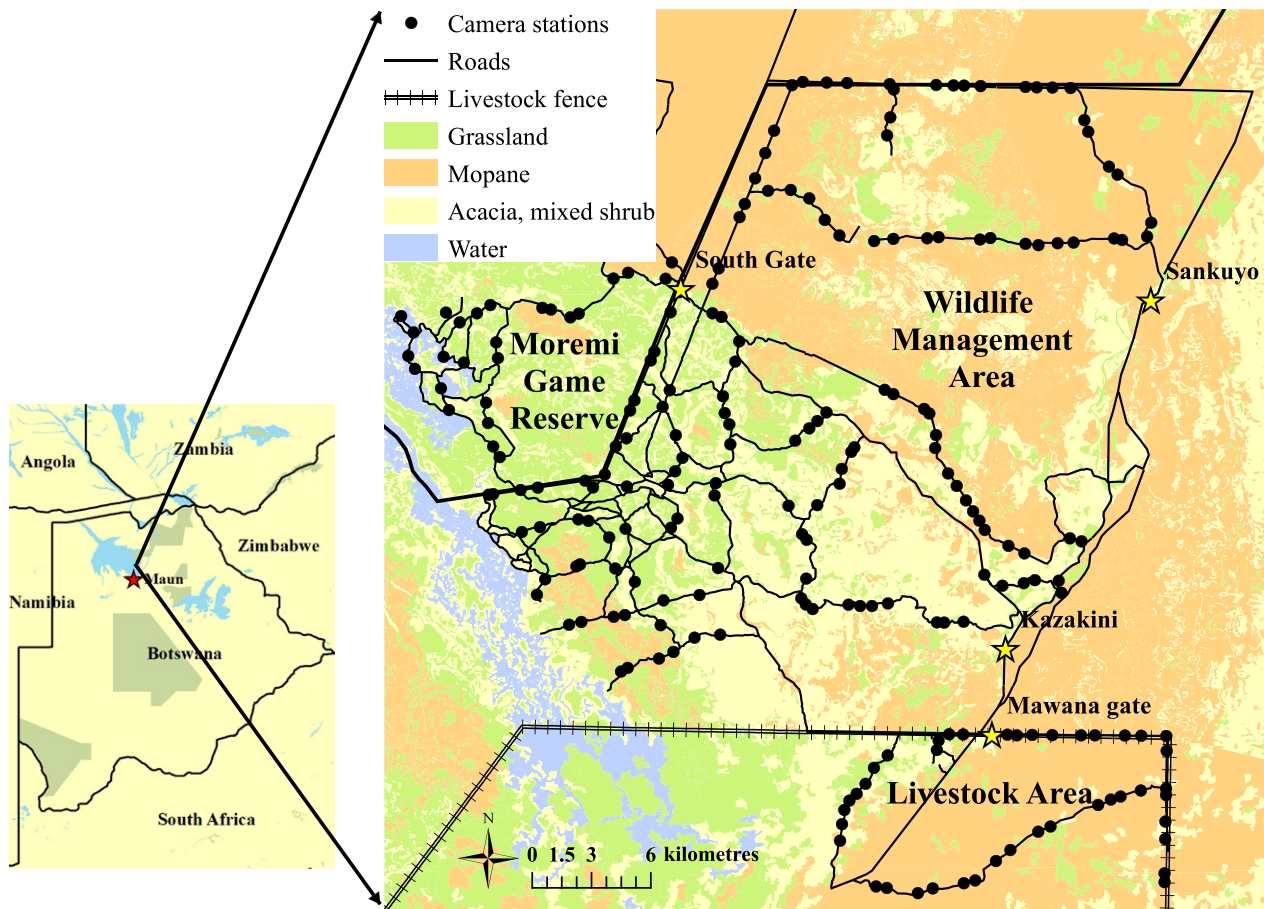 Camera stations
Roads
Livestock fence
Grassland
Mopane
Acacia, mixed shrub
Water
South Gate
Sankuyo
Wildlife
Management
Area
Moremi
Game
Reserve
Zambia
Angola
Zimbabwe
Maun
Namibia
Botswana
South Africa
Kazakini
Mawana gate
Livestock Area
N
0 1.5 3 6 kilometres